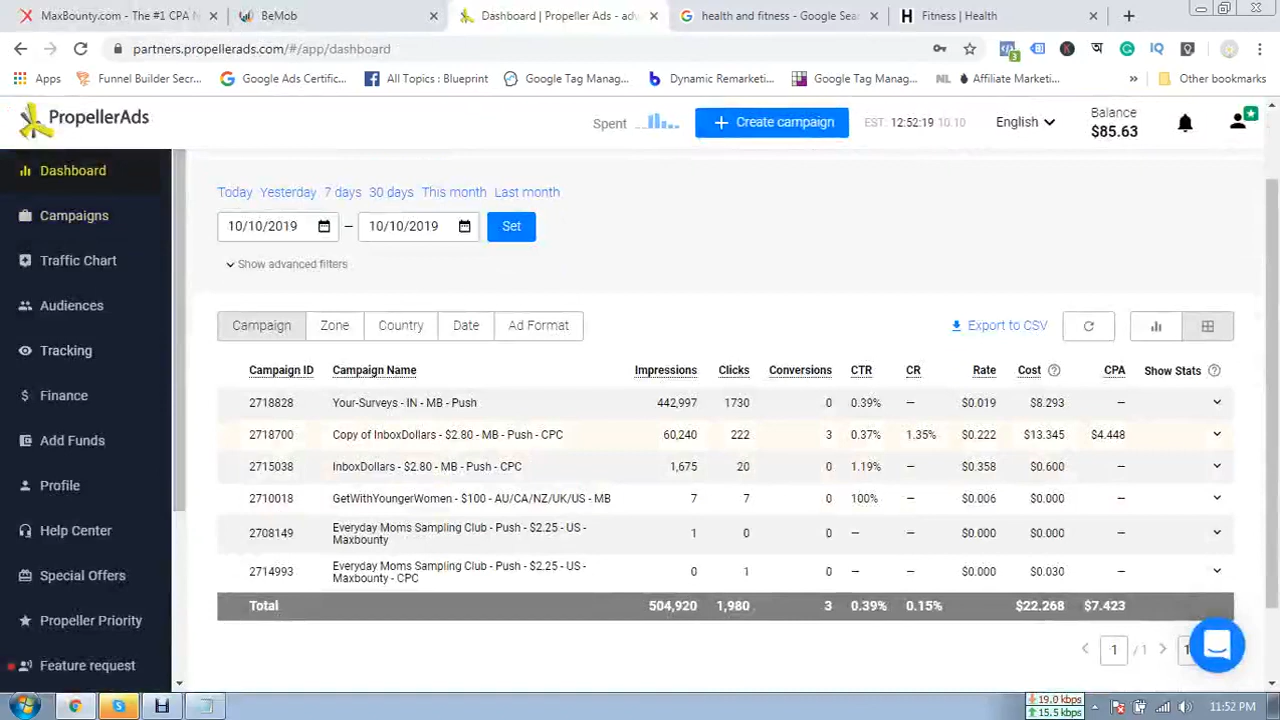 MaxBounty.com - The #1 CPA N
BeMob
Dashboard | Propeller Ads - adv
health and fitness - Google Sear
Fitness | Health
partners.propellerads.com/#/app/dashboard
Apps
Funnel Builder Secr...
Google Ads Certific...
All Topics : Blueprint
Google Tag Manag...
Dynamic Remarketi...
Google Tag Manag...
NL
Affiliate Marketi...
»
Other bookmarks
PropellerAds
Spent
+ Create campaign
EST: 12:52:19 10.10
English
Balance
$85.63
Dashboard
Campaigns
Traffic Chart
Audiences
Tracking
Finance
Add Funds
Profile
Help Center
Special Offers
Propeller Priority
Feature request
Today Yesterday 7 days 30 days This month Last month
10/10/2019 – 10/10/2019 Set
Show advanced filters
Campaign Zone Country Date Ad Format
Export to CSV
Campaign ID Campaign Name Impressions Clicks Conversions CTR CR Rate Cost CPA Show Stats
2718828 Your-Surveys - IN - MB - Push 442,997 1730 0 0.39% – $0.019 $8.293 –
2718700 Copy of InboxDollars - $2.80 - MB - Push - CPC 60,240 222 3 0.37% 1.35% $0.222 $13.345 $4.448
2715038 InboxDollars - $2.80 - MB - Push - CPC 1,675 20 0 1.19% – $0.358 $0.600 –
2710018 GetWithYoungerWomen - $100 - AU/CA/NZ/UK/US - MB 7 7 0 100% – $0.006 $0.000 –
2708149 Everyday Moms Sampling Club - Push - $2.25 - US - 1 0 0 – – $0.000 $0.000 –
Maxbounty
2714993 Everyday Moms Sampling Club - Push - $2.25 - US - 0 1 0 – – $0.000 $0.030 –
Maxbounty - CPC
Total 504,920 1,980 3 0.39% 0.15% $22.268 $7.423
1 / 1
19.0 kbps
15.5 kbps
11:52 PM